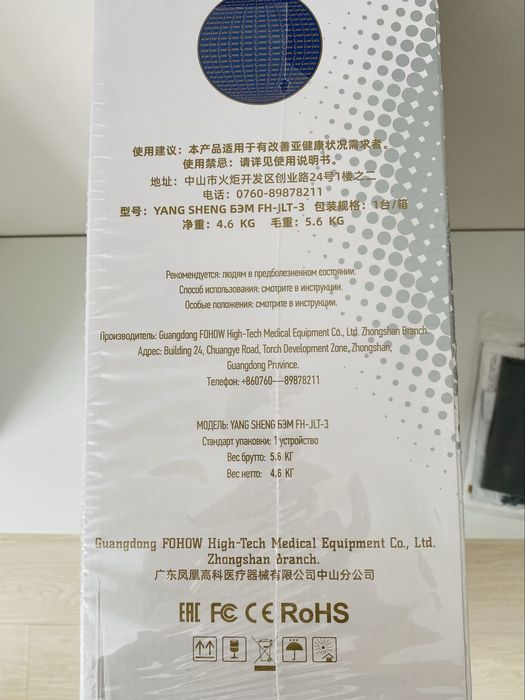 使用建议：本产品适用于有改善亚健康状况需求者。
使用禁忌：请详见使用说明书。
地址：中山市火炬开发区创业路24号1楼之二
电话：0760-89878211
型号：YANG SHENG БЭМ FH-JLT-3 包装规格：1台/箱
净重：4.6 KG 毛重：5.6 KG
Рекомендуется: людям в предболезненном состоянии.
Способ использования: смотрите в инструкции.
Особые положения: смотрите в инструкции.
Производитель: Guangdong FOHOW High-Tech Medical Equipment Co., Ltd. Zhongshan Branch.
Адрес: Building 24, Chuangye Road, Torch Development Zone, Zhongshan,
Guangdong Province.
Телефон: +860760—89878211
МОДЕЛЬ: YANG SHENG БЭМ FH-JLT-3
Стандарт упаковки: 1 устройство
Вес брутто: 5.6 КГ
Вес нетто: 4.6 КГ
Guangdong FOHOW High-Tech Medical Equipment Co., Ltd.
Zhongshan Branch.
广东凤凰高科医疗器械有限公司中山分公司
EAC FC CE RoHS